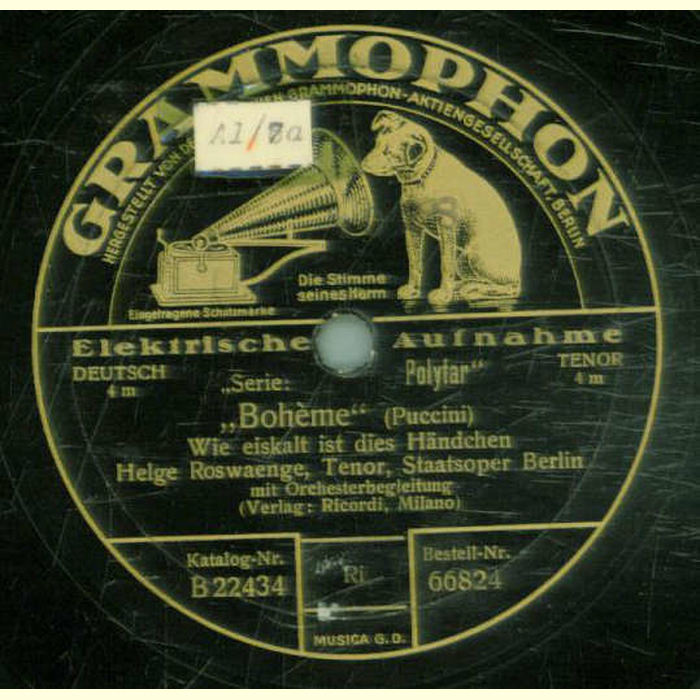 GRAMMOPHON
HERGESTELLT VON DE EN GRAMMOPHON-AKTIENGESELLSCHAFT, BERLIN
A1/8a
Die Stimme
seines Herrn
Eingetragene Schutzmarke
Elektrische Aufnahme
DEUTSCH TENOR
4 m 4 m
„Serie: Polyfar“
„Bohème“ (Puccini)
Wie eiskalt ist dies Händchen
Helge Roswaenge, Tenor, Staatsoper Berlin
mit Orchesterbegleitung
(Verlag: Ricordi, Milano)
Katalog-Nr. Bestell-Nr.
B 22434 Ri. 66824
MUSICA G. D.